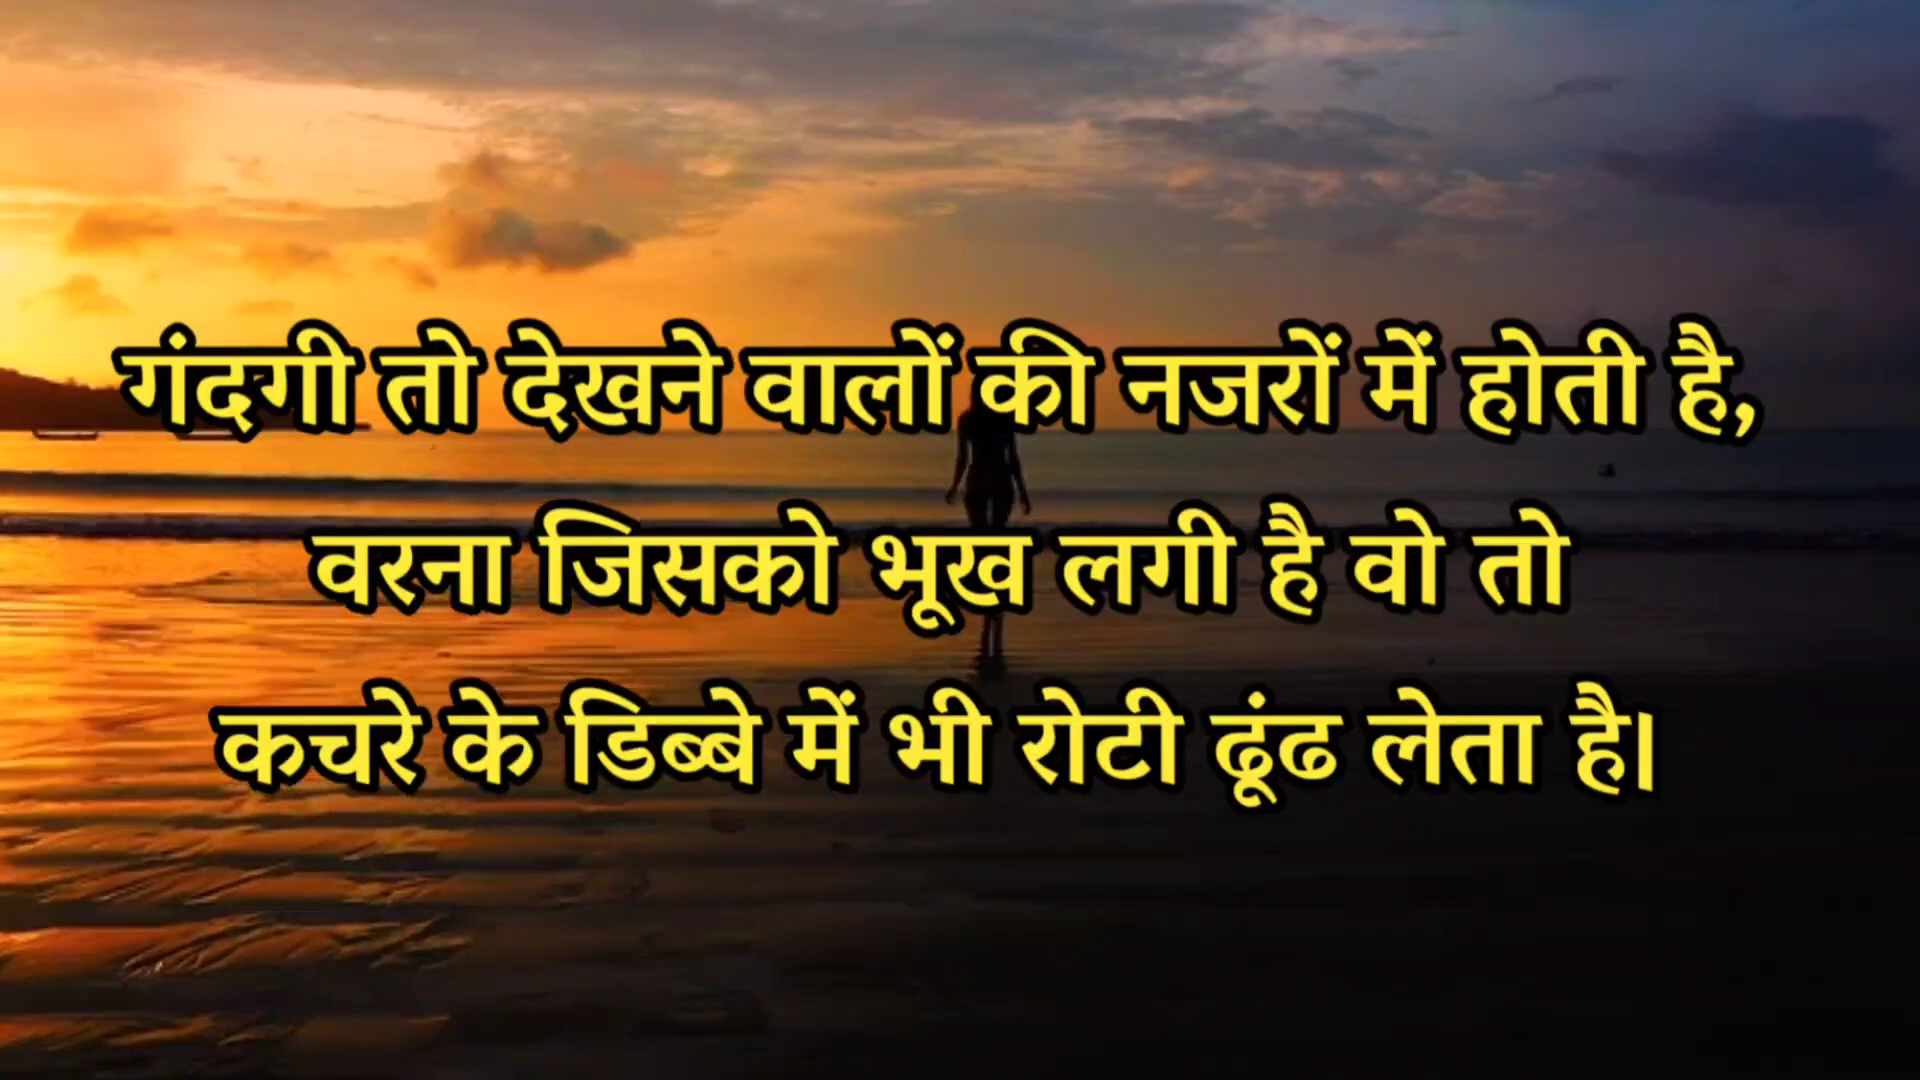 गंदगी तो देखने वालों की नजरों में होती है,
वरना जिसको भूख लगी है वो तो
कचरे के डिब्बे में भी रोटी ढूंढ लेता है।